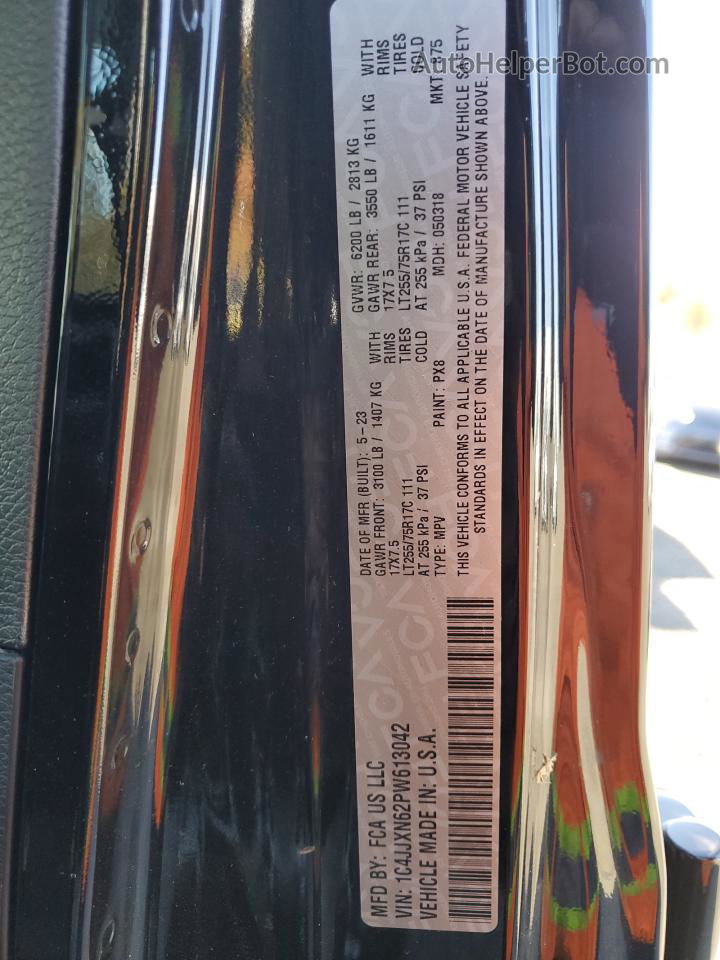 AutoHelperBot.com
MFD BY: FCA US LLC
VIN: 1C4JJXN62PW613042
VEHICLE MADE IN: U.S.A.
DATE OF MFR (BUILT): 5-23 GVWR: 6200 LB / 2813 KG
GAWR FRONT: 3100 LB / 1407 KG WITH GAWR REAR: 3550 LB / 1611 KG WITH
17X7.5 RIMS 17X7.5 RIMS
LT255/75R17C 111 TIRES LT255/75R17C 111 TIRES
AT 255 kPa / 37 PSI COLD AT 255 kPa / 37 PSI COLD
TYPE: MPV PAINT: PX8 MDH: 050318
THIS VEHICLE CONFORMS TO ALL APPLICABLE U.S.A. FEDERAL MOTOR VEHICLE SAFETY
STANDARDS IN EFFECT ON THE DATE OF MANUFACTURE SHOWN ABOVE.